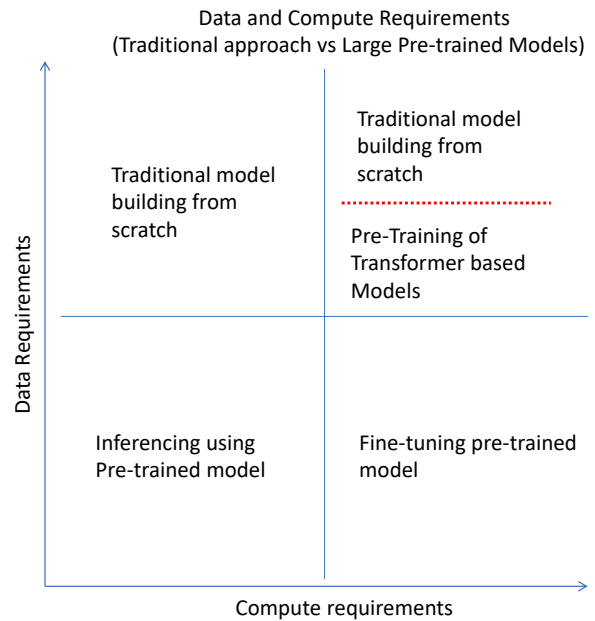 Data and Compute Requirements
(Traditional approach vs Large Pre-trained Models)
Data Requirements
Traditional model
building from
scratch
Traditional model
building from
scratch
Pre-Training of
Transformer based
Models
Inferencing using
Pre-trained model
Fine-tuning pre-trained
model
Compute requirements